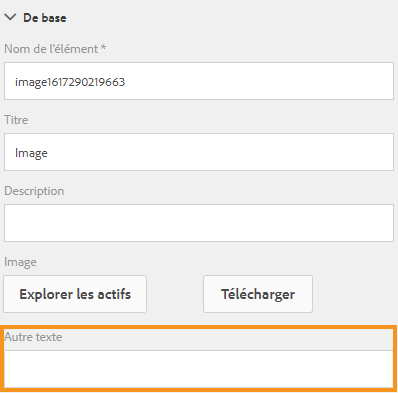 De base
Nom de l'élément *
image1617290219663
Titre
Image
Description
Image
Explorer les actifs
Télécharger
Autre texte